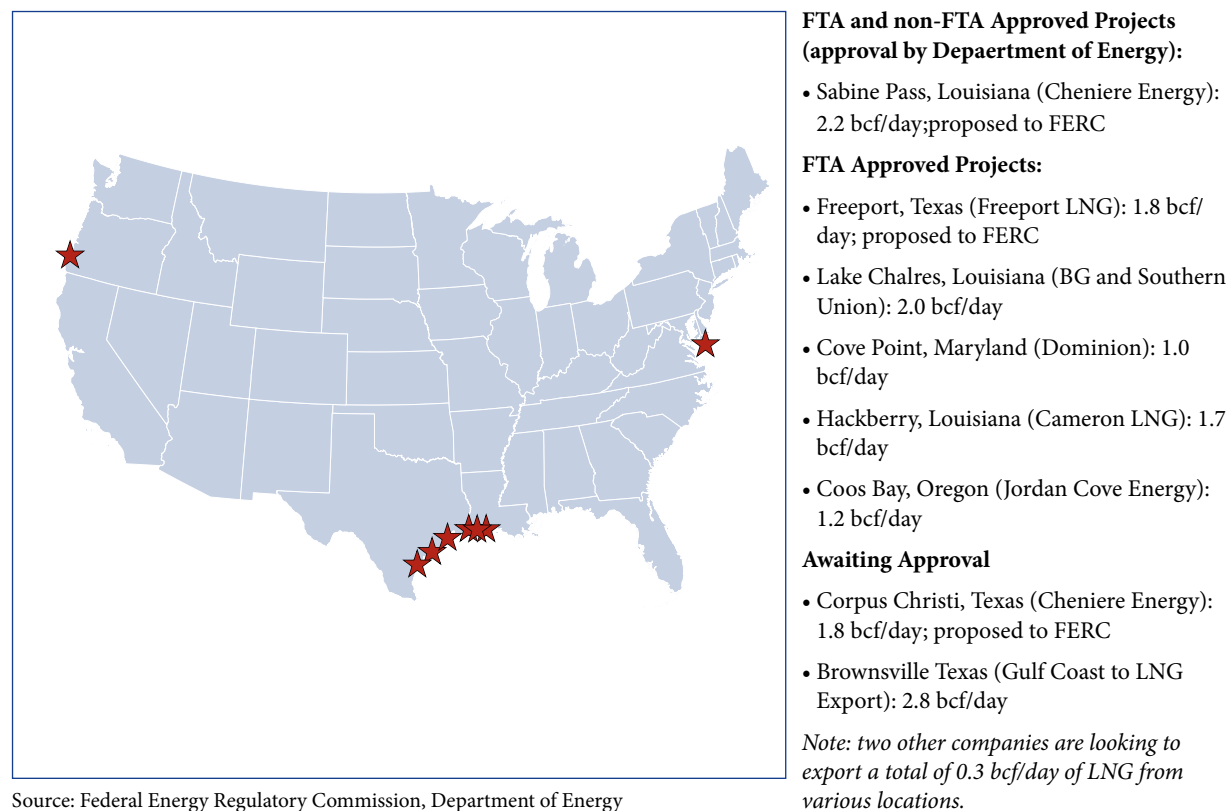 FTA and non-FTA Approved Projects
(approval by Depaertment of Energy):
• Sabine Pass, Louisiana (Cheniere Energy):
2.2 bcf/day;proposed to FERC
FTA Approved Projects:
• Freeport, Texas (Freeport LNG): 1.8 bcf/
day; proposed to FERC
• Lake Chalres, Louisiana (BG and Southern
Union): 2.0 bcf/day
• Cove Point, Maryland (Dominion): 1.0
bcf/day
• Hackberry, Louisiana (Cameron LNG): 1.7
bcf/day
• Coos Bay, Oregon (Jordan Cove Energy):
1.2 bcf/day
Awaiting Approval
• Corpus Christi, Texas (Cheniere Energy):
1.8 bcf/day; proposed to FERC
• Brownsville Texas (Gulf Coast to LNG
Export): 2.8 bcf/day
Note: two other companies are looking to
export a total of 0.3 bcf/day of LNG from
various locations.
Source: Federal Energy Regulatory Commission, Department of Energy